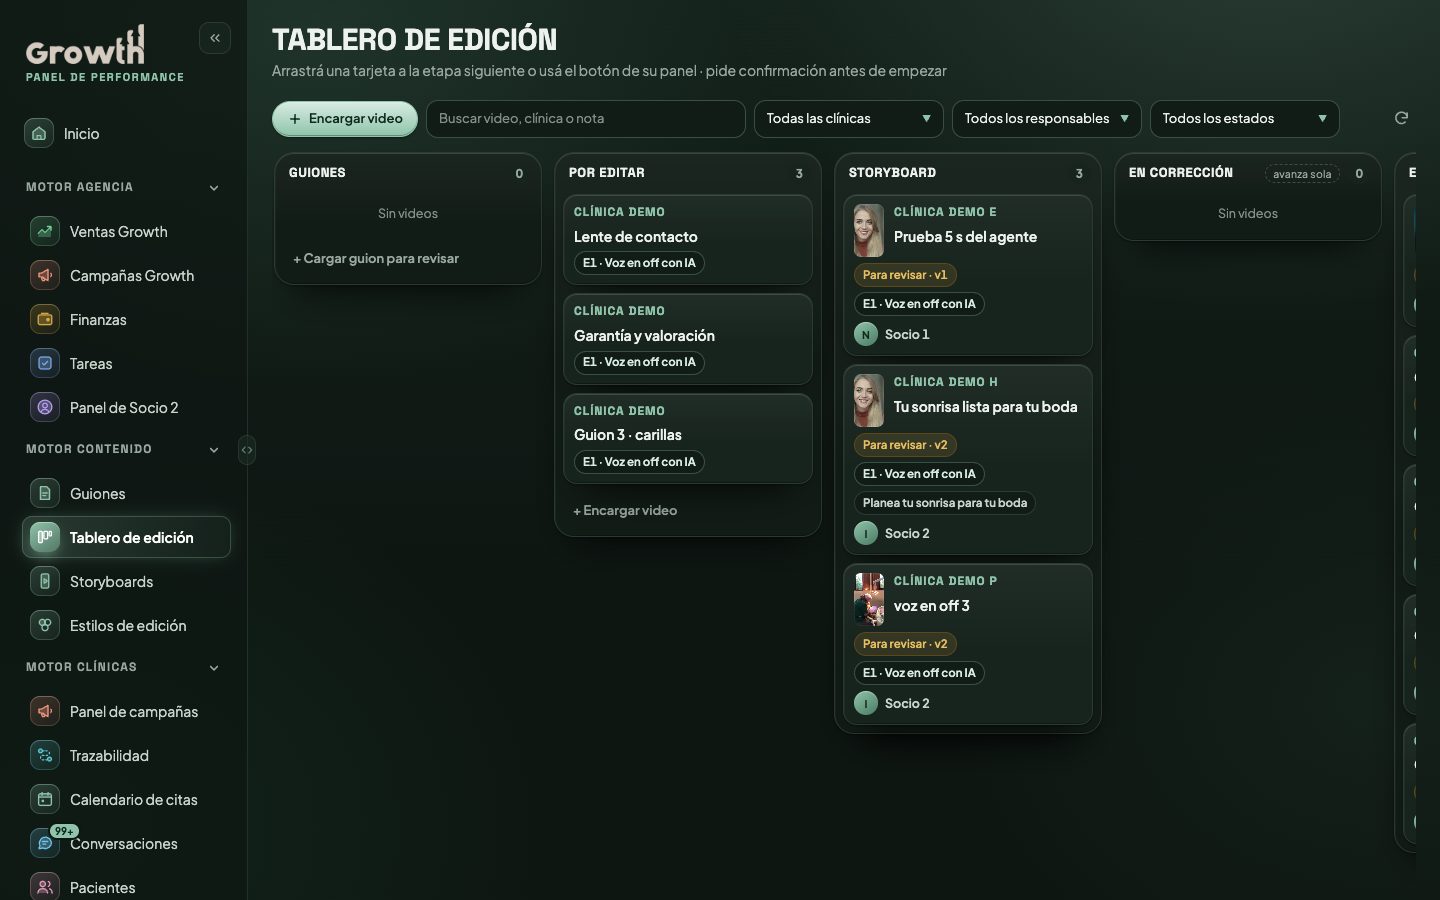 Growth
PANEL DE PERFORMANCE
Inicio
MOTOR AGENCIA
Ventas Growth
Campañas Growth
Finanzas
Tareas
Panel de Socio 2
MOTOR CONTENIDO
Guiones
Tablero de edición
Storyboards
Estilos de edición
MOTOR CLÍNICAS
Panel de campañas
Trazabilidad
Calendario de citas
99+
Conversaciones
Pacientes
TABLERO DE EDICIÓN
Arrastrá una tarjeta a la etapa siguiente o usá el botón de su panel · pide confirmación antes de empezar
+ Encargar video
Buscar video, clínica o nota
Todas las clínicas
Todos los responsables
Todos los estados
GUIONES 0
Sin videos
+ Cargar guion para revisar
POR EDITAR 3
CLÍNICA DEMO
Lente de contacto
E1 · Voz en off con IA
CLÍNICA DEMO
Garantía y valoración
E1 · Voz en off con IA
CLÍNICA DEMO
Guion 3 · carillas
E1 · Voz en off con IA
+ Encargar video
STORYBOARD 3
CLÍNICA DEMO E
Prueba 5 s del agente
Para revisar · v1
E1 · Voz en off con IA
N Socio 1
CLÍNICA DEMO H
Tu sonrisa lista para tu boda
Para revisar · v2
E1 · Voz en off con IA
Planea tu sonrisa para tu boda
I Socio 2
CLÍNICA DEMO P
voz en off 3
Para revisar · v2
E1 · Voz en off con IA
I Socio 2
EN CORRECCIÓN avanza sola 0
Sin videos